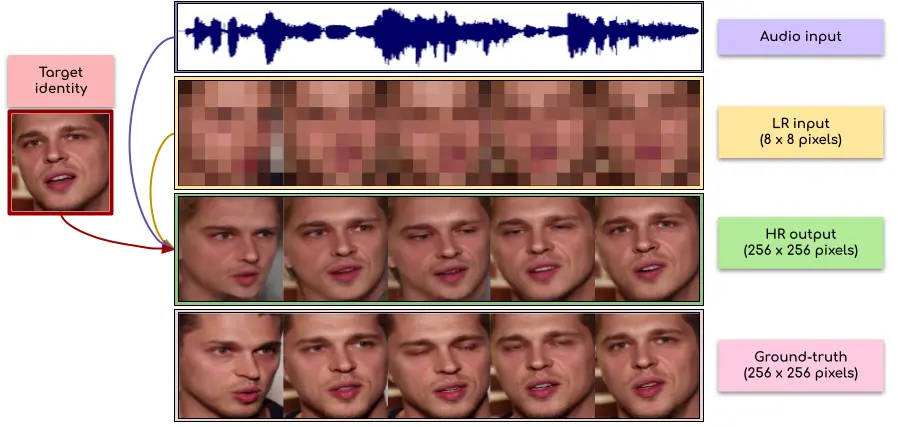 Audio input
Target
identity
LR input
(8 x 8 pixels)
HR output
(256 x 256 pixels)
Ground-truth
(256 x 256 pixels)